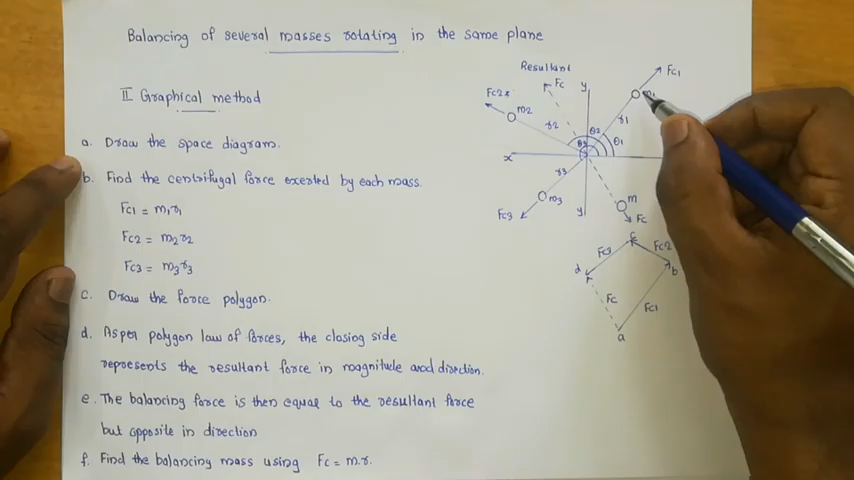 Balancing of several masses rotating in the same plane
II Graphical method
a. Draw the space diagram.
b. Find the centrifugal force exerted by each mass.
Fc1 = m1r1
Fc2 = m2r2
Fc3 = m3r3
c. Draw the force polygon.
d. As per polygon law of forces, the closing side
represents the resultant force in magnitude and direction.
e. The balancing force is then equal to the resultant force
but opposite in direction
f. Find the balancing mass using Fc = m.r.
Resultant
Fc
y
Fc1
Fc2
m2
m1
r2
r1
θ2
θ3
θ1
x
r3
m3
m
Fc3
y
Fc
c
Fc3
Fc2
d
b
Fc
Fc1
a